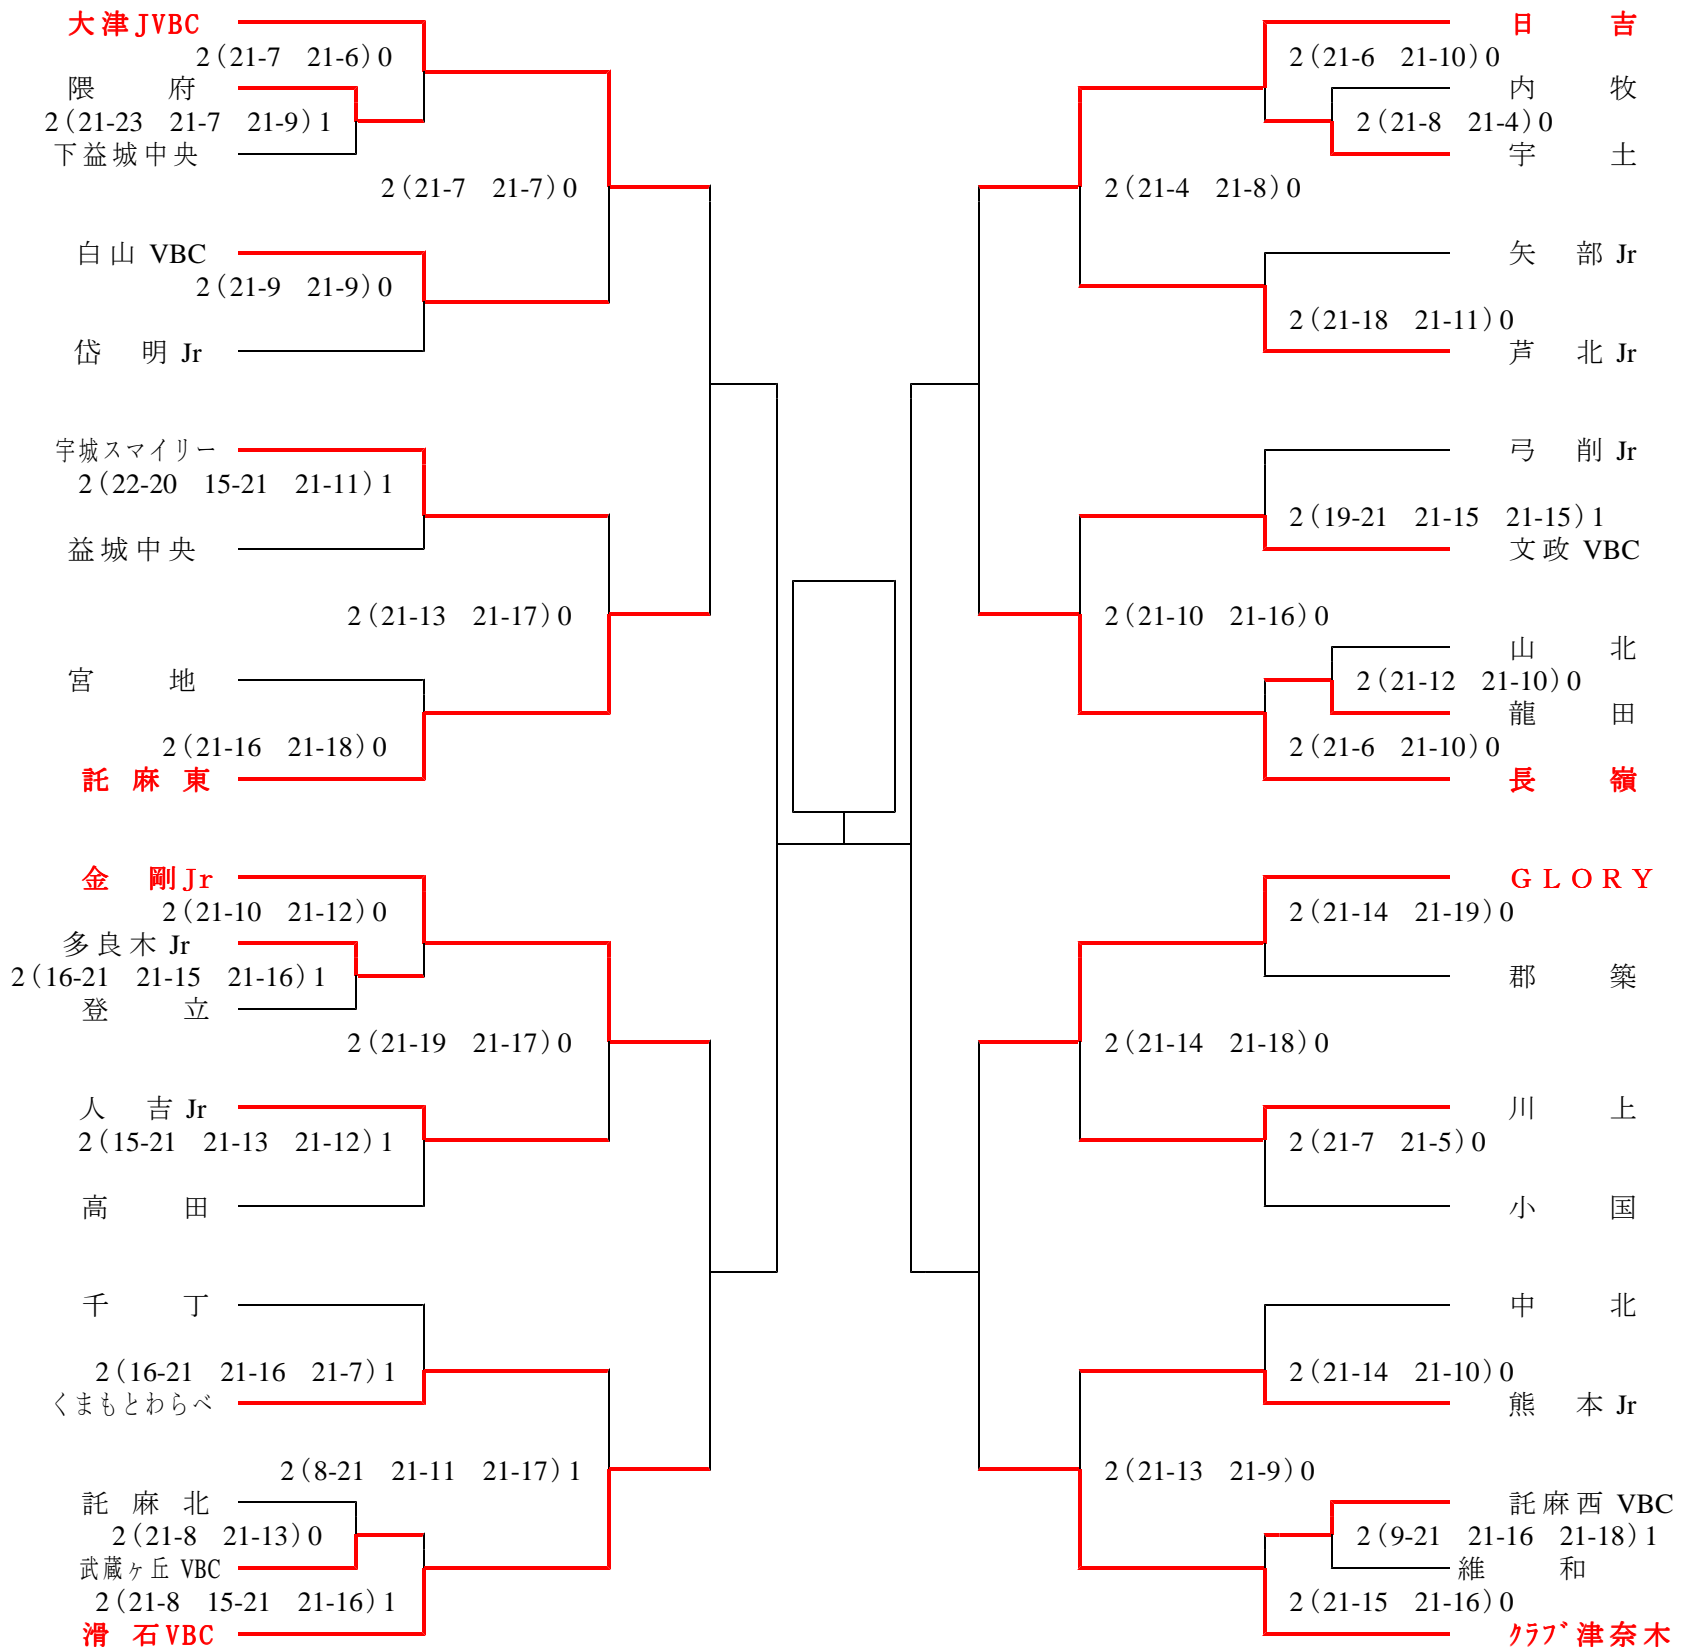 大津JVBC
2(21-7 21-6)0
隈 府
2(21-23 21-7 21-9)1
下益城中央
2(21-7 21-7)0
白山 VBC
2(21-9 21-9)0
岱 明 Jr
宇城スマイリー
2(22-20 15-21 21-11)1
益城中央
2(21-13 21-17)0
宮 地
2(21-16 21-18)0
託 麻 東
金 剛Jr
2(21-10 21-12)0
多良木 Jr
2(16-21 21-15 21-16)1
登 立
2(21-19 21-17)0
人 吉 Jr
2(15-21 21-13 21-12)1
高 田
千 丁
2(16-21 21-16 21-7)1
くまもとわらべ
2(8-21 21-11 21-17)1
託 麻 北
2(21-8 21-13)0
武蔵ヶ丘 VBC
2(21-8 15-21 21-16)1
滑 石VBC
日 吉
2(21-6 21-10)0
内 牧
2(21-8 21-4)0
宇 土
2(21-4 21-8)0
矢 部 Jr
2(21-18 21-11)0
芦 北 Jr
弓 削 Jr
2(19-21 21-15 21-15)1
文政 VBC
2(21-10 21-16)0
山 北
2(21-12 21-10)0
龍 田
2(21-6 21-10)0
長 嶺
GLORY
2(21-14 21-19)0
郡 築
2(21-14 21-18)0
川 上
2(21-7 21-5)0
小 国
中 北
2(21-14 21-10)0
熊 本 Jr
2(21-13 21-9)0
託麻西 VBC
2(9-21 21-16 21-18)1
維 和
2(21-15 21-16)0
クラブ津奈木